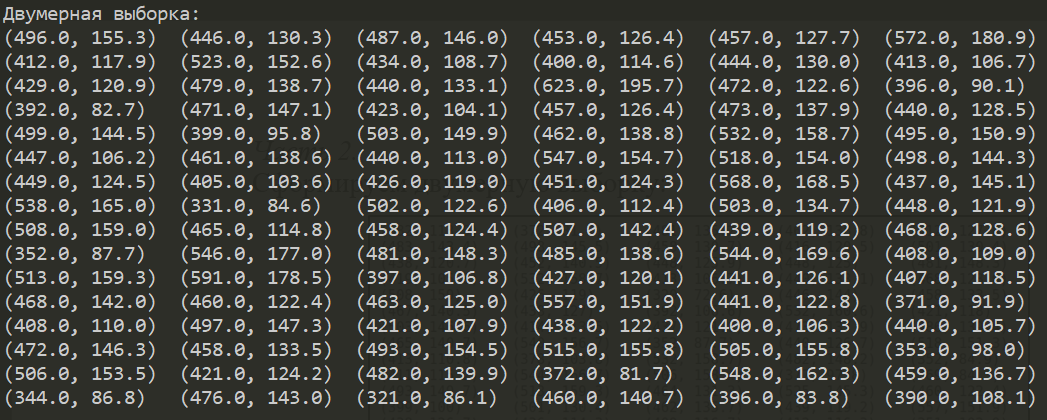 Двумерная выборка:
(496.0, 155.3) (446.0, 130.3) (487.0, 146.0) (453.0, 126.4) (457.0, 127.7) (572.0, 180.9)
(412.0, 117.9) (523.0, 152.6) (434.0, 108.7) (400.0, 114.6) (444.0, 130.0) (413.0, 106.7)
(429.0, 120.9) (479.0, 138.7) (440.0, 133.1) (623.0, 195.7) (472.0, 122.6) (396.0, 90.1)
(392.0, 82.7) (471.0, 147.1) (423.0, 104.1) (457.0, 126.4) (473.0, 137.9) (440.0, 128.5)
(499.0, 144.5) (399.0, 95.8) (503.0, 149.9) (462.0, 138.8) (532.0, 158.7) (495.0, 150.9)
(447.0, 106.2) (461.0, 138.6) (440.0, 113.0) (547.0, 154.7) (518.0, 154.0) (498.0, 144.3)
(449.0, 124.5) (405.0, 103.6) (426.0, 119.0) (451.0, 124.3) (568.0, 168.5) (437.0, 145.1)
(538.0, 165.0) (331.0, 84.6) (502.0, 122.6) (406.0, 112.4) (503.0, 134.7) (448.0, 121.9)
(508.0, 159.0) (465.0, 114.8) (458.0, 124.4) (507.0, 142.4) (439.0, 119.2) (468.0, 128.6)
(352.0, 87.7) (546.0, 177.0) (481.0, 148.3) (485.0, 138.6) (544.0, 169.6) (408.0, 109.0)
(513.0, 159.3) (591.0, 178.5) (397.0, 106.8) (427.0, 120.1) (441.0, 126.1) (407.0, 118.5)
(468.0, 142.0) (460.0, 122.4) (463.0, 125.0) (557.0, 151.9) (441.0, 122.8) (371.0, 91.9)
(408.0, 110.0) (497.0, 147.3) (421.0, 107.9) (438.0, 122.2) (400.0, 106.3) (440.0, 105.7)
(472.0, 146.3) (458.0, 133.5) (493.0, 154.5) (515.0, 155.8) (505.0, 155.8) (353.0, 98.0)
(506.0, 153.5) (421.0, 124.2) (482.0, 139.9) (372.0, 81.7) (548.0, 162.3) (459.0, 136.7)
(344.0, 86.8) (476.0, 143.0) (321.0, 86.1) (460.0, 140.7) (396.0, 83.8) (390.0, 108.1)